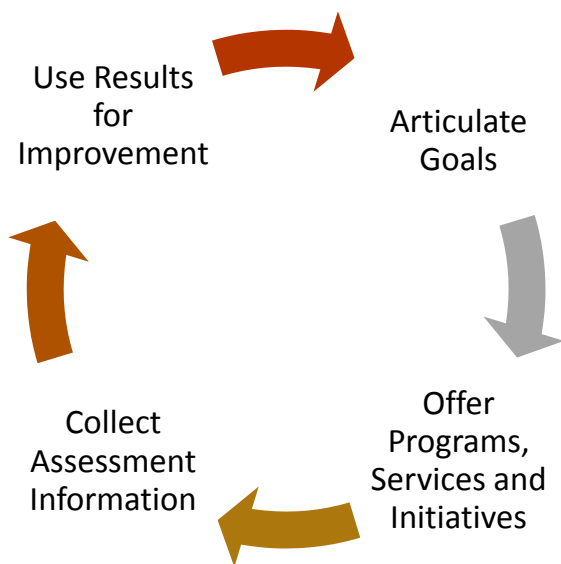 Use Results
for
Improvement
Articulate
Goals
Offer
Programs,
Services and
Initiatives
Collect
Assessment
Information